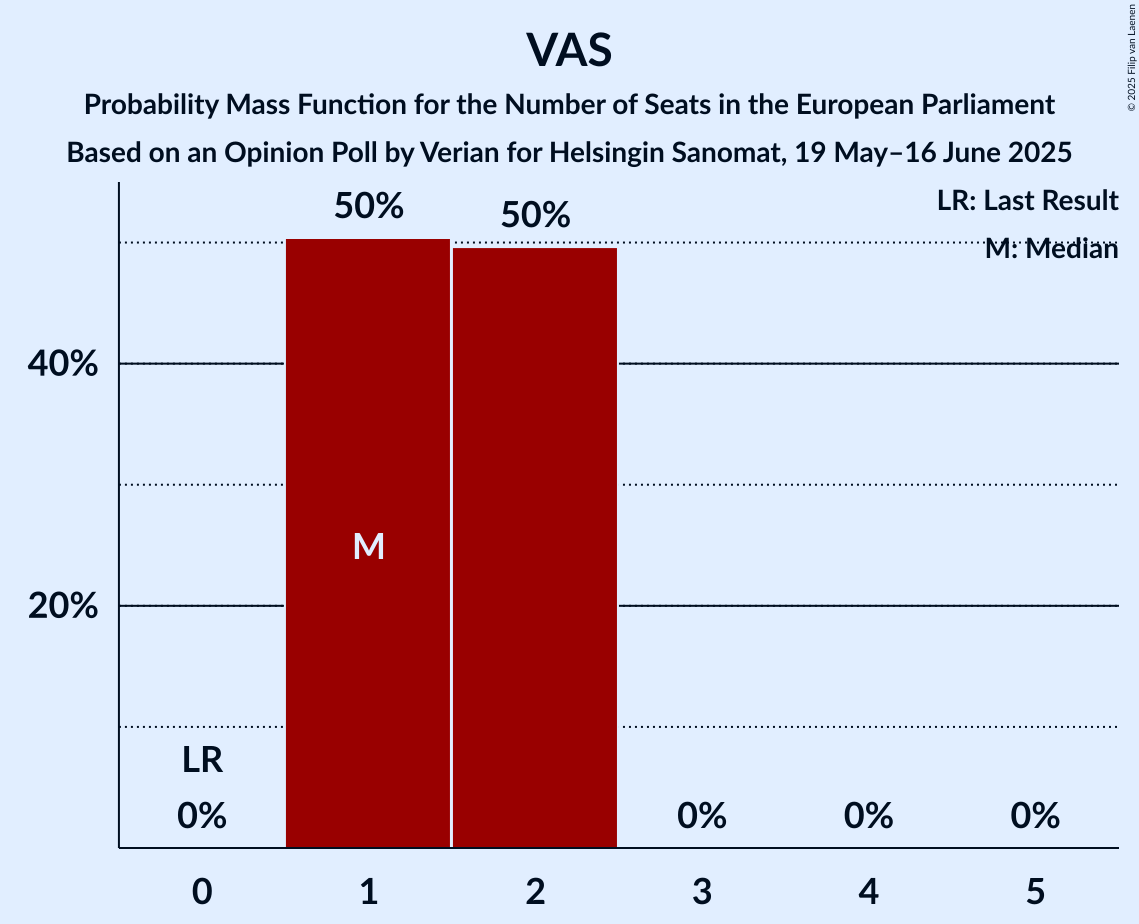 VAS
Probability Mass Function for the Number of Seats in the European Parliament
Based on an Opinion Poll by Verian for Helsingin Sanomat, 19 May–16 June 2025
© 2025 Filip van Laenen
LR: Last Result
M: Median
50%
50%
40%
M
20%
LR
0%
0%
0%
0%
0
1
2
3
4
5